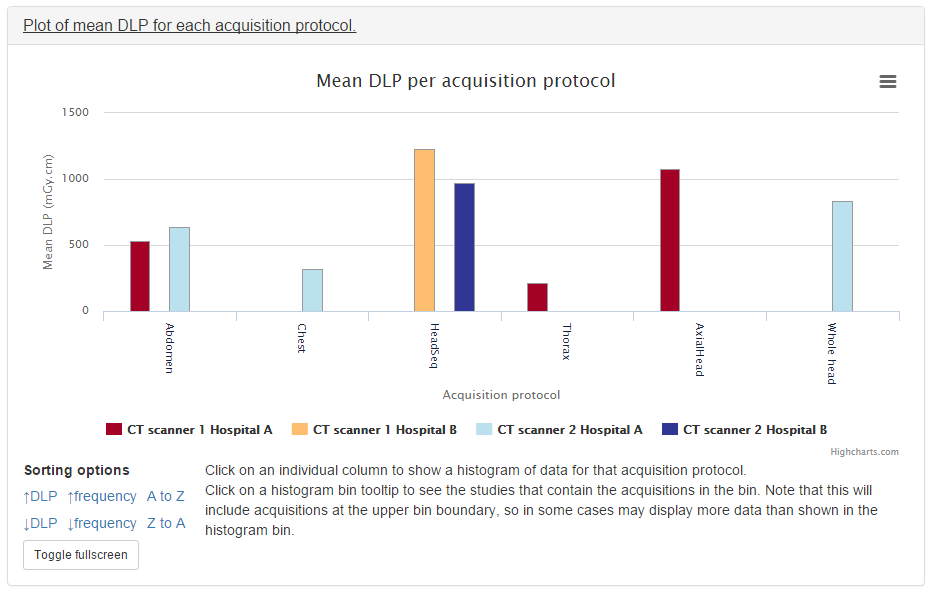 Plot of mean DLP for each acquisition protocol.
Mean DLP per acquisition protocol
1500
1000
500
0
Mean DLP (mGy.cm)
Abdomen
Chest
HeadSeq
Thorax
AxialHead
Whole head
Acquisition protocol
CT scanner 1 Hospital A CT scanner 1 Hospital B CT scanner 2 Hospital A CT scanner 2 Hospital B
Highcharts.com
Sorting options
↑DLP ↑frequency A to Z
↓DLP ↓frequency Z to A
Toggle fullscreen
Click on an individual column to show a histogram of data for that acquisition protocol.
Click on a histogram bin tooltip to see the studies that contain the acquisitions in the bin. Note that this will
include acquisitions at the upper bin boundary, so in some cases may display more data than shown in the
histogram bin.